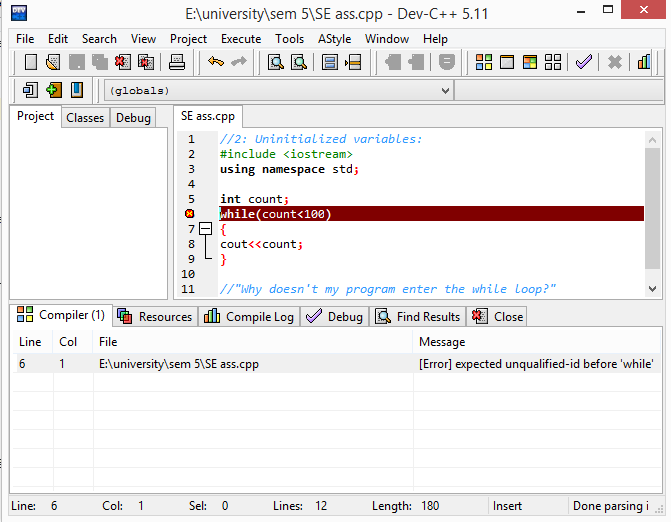 E:\university\sem 5\SE ass.cpp - Dev-C++ 5.11
File Edit Search View Project Execute Tools AStyle Window Help
(globals)
Project Classes Debug
SE ass.cpp
1 //2: Uninitialized variables:
2 #include <iostream>
3 using namespace std;
4
5 int count;
while(count<100)
7 {
8 cout<<count;
9 }
10
11 //"Why doesn't my program enter the while loop?"
Compiler (1) Resources Compile Log Debug Find Results Close
Line Col File Message
6 1 E:\university\sem 5\SE ass.cpp [Error] expected unqualified-id before 'while'
Line: 6 Col: 1 Sel: 0 Lines: 12 Length: 180 Insert Done parsing i